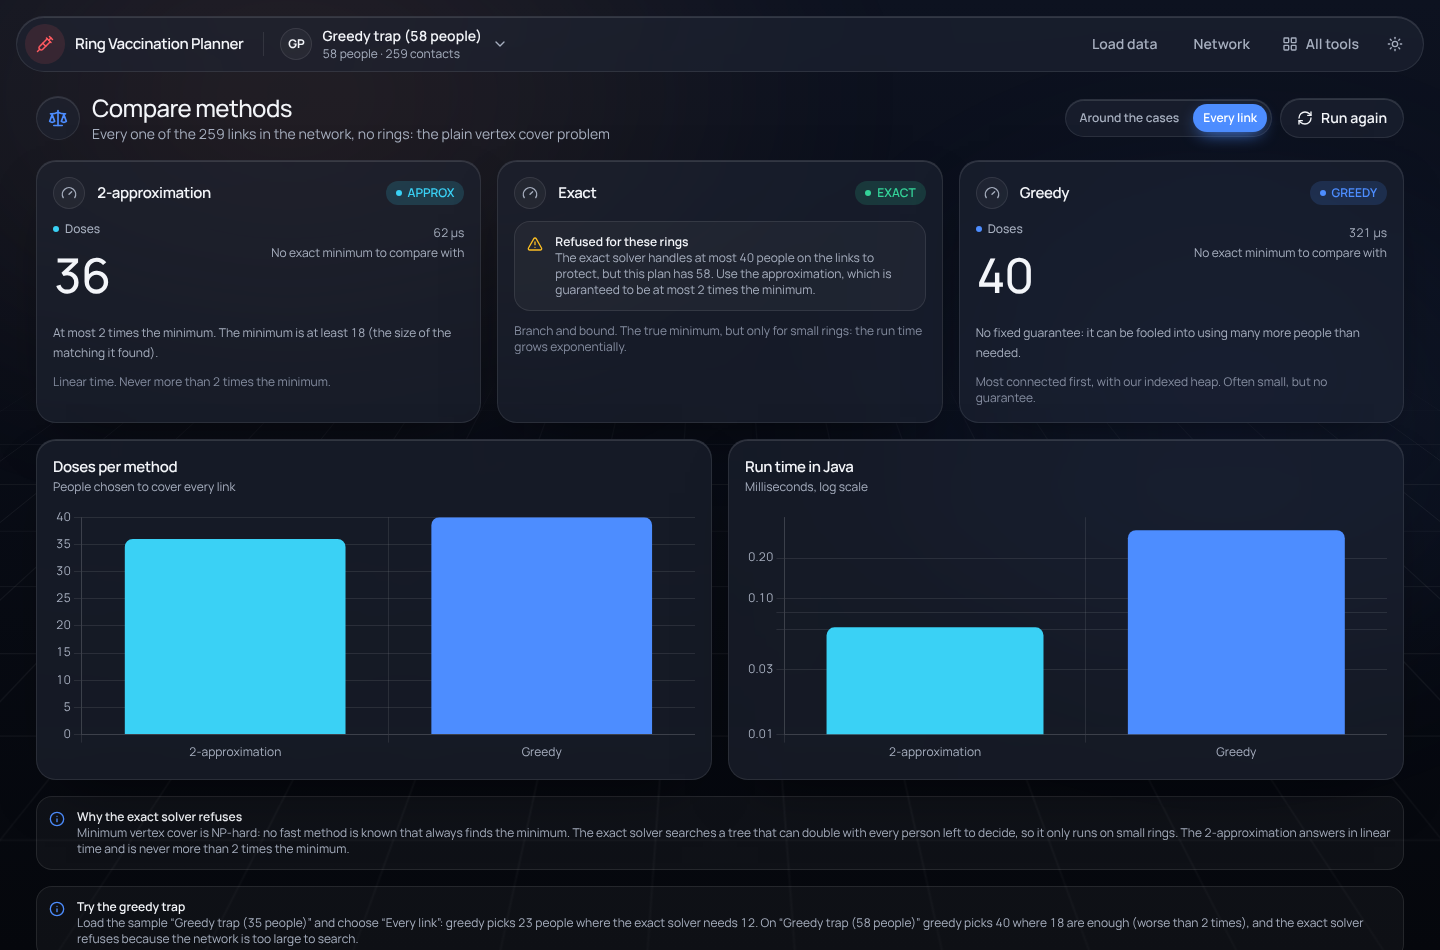 Ring Vaccination Planner
GP
Greedy trap (58 people)
58 people · 259 contacts
Load data
Network
All tools
Compare methods
Every one of the 259 links in the network, no rings: the plain vertex cover problem
Around the cases
Every link
Run again
2-approximation
APPROX
Doses
62 µs
No exact minimum to compare with
36
At most 2 times the minimum. The minimum is at least 18 (the size of the
matching it found).
Linear time. Never more than 2 times the minimum.
Exact
EXACT
Refused for these rings
The exact solver handles at most 40 people on the links to
protect, but this plan has 58. Use the approximation, which is
guaranteed to be at most 2 times the minimum.
Branch and bound. The true minimum, but only for small rings: the run time
grows exponentially.
Greedy
GREEDY
Doses
321 µs
No exact minimum to compare with
40
No fixed guarantee: it can be fooled into using many more people than
needed.
Most connected first, with our indexed heap. Often small, but no
guarantee.
Doses per method
People chosen to cover every link
40
35
30
25
20
15
10
5
0
2-approximation
Greedy
Run time in Java
Milliseconds, log scale
0.20
0.10
0.03
0.01
2-approximation
Greedy
Why the exact solver refuses
Minimum vertex cover is NP-hard: no fast method is known that always finds the minimum. The exact solver searches a tree that can double with every person left to decide, so it only runs on small rings. The 2-approximation answers in linear
time and is never more than 2 times the minimum.
Try the greedy trap
Load the sample “Greedy trap (35 people)” and choose “Every link”: greedy picks 23 people where the exact solver needs 12. On “Greedy trap (58 people)” greedy picks 40 where 18 are enough (worse than 2 times), and the exact solver
refuses because the network is too large to search.